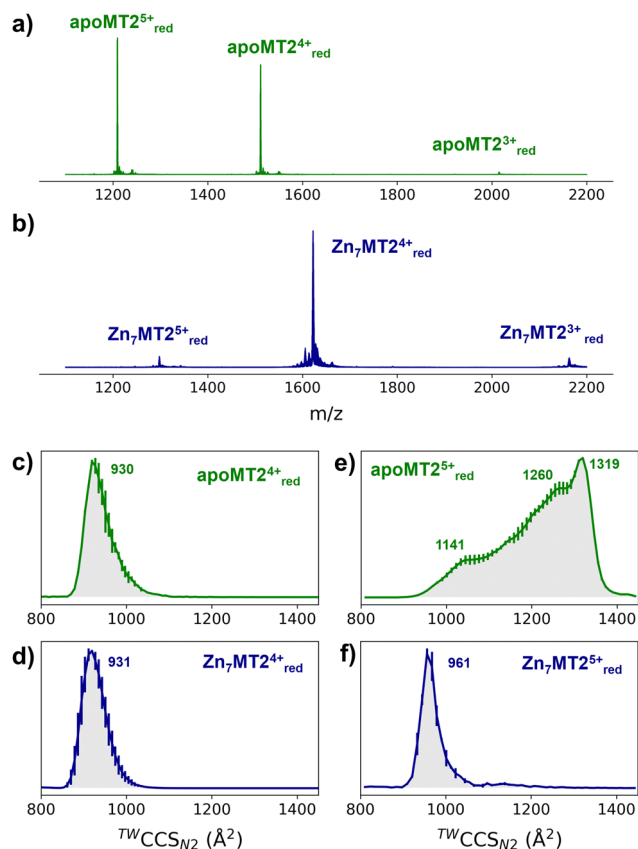 a)
apoMT2⁵⁺red
apoMT2⁴⁺red
apoMT2³⁺red
1200 1400 1600 1800 2000 2200
b)
Zn₇MT2⁴⁺red
Zn₇MT2⁵⁺red
Zn₇MT2³⁺red
1200 1400 1600 1800 2000 2200
m/z
c)
930
apoMT2⁴⁺red
800 1000 1200 1400
e)
apoMT2⁵⁺red
1141
1260
1319
800 1000 1200 1400
d)
931
Zn₇MT2⁴⁺red
800 1000 1200 1400
TWCCSN2 (Å²)
f)
961
Zn₇MT2⁵⁺red
800 1000 1200 1400
TWCCSN2 (Å²)